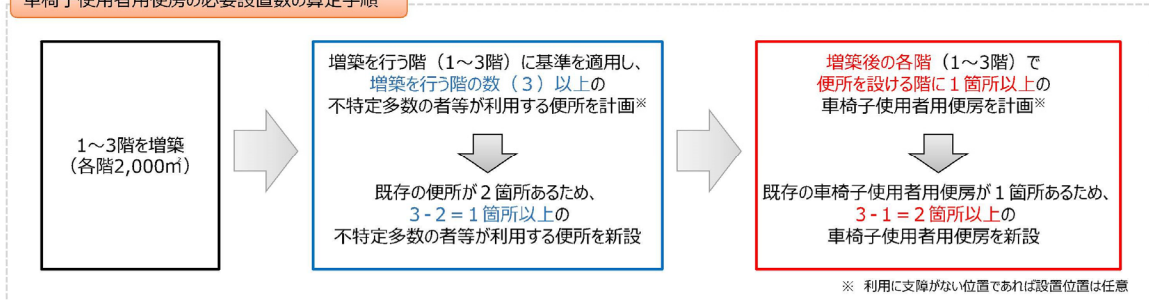 車椅子使用者用便房の必要設置数の算定手順
1～3階を増築
（各階2,000㎡）
増築を行う階（1～3階）に基準を適用し、
増築を行う階の数（3）以上の
不特定多数の者等が利用する便所を計画※
既存の便所が2箇所あるため、
3-2＝1箇所以上の
不特定多数の者等が利用する便所を新設
増築後の各階（1～3階）で
便所を設ける階に1箇所以上の
車椅子使用者用便房を計画※
既存の車椅子使用者用便房が1箇所あるため、
3-1＝2箇所以上の
車椅子使用者用便房を新設
※ 利用に支障がない位置であれば設置位置は任意